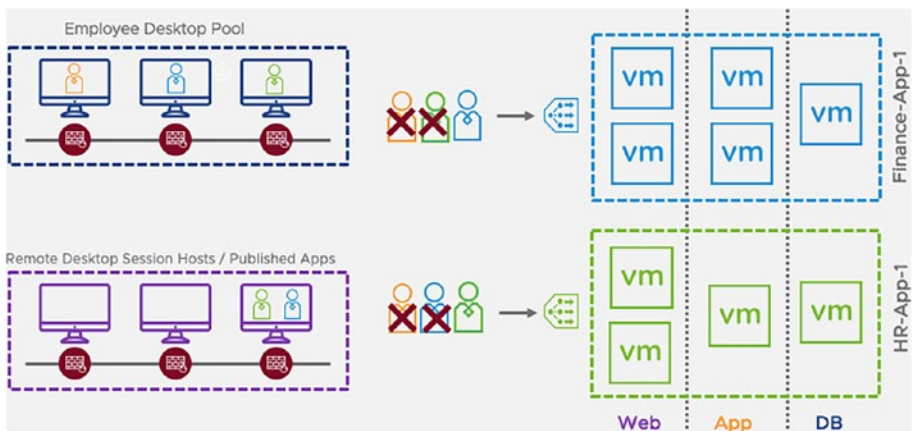 Employee Desktop Pool
vm
vm
vm
vm
vm
Finance-App-1
Remote Desktop Session Hosts / Published Apps
vm
vm
vm
vm
HR-App-1
Web
App
DB